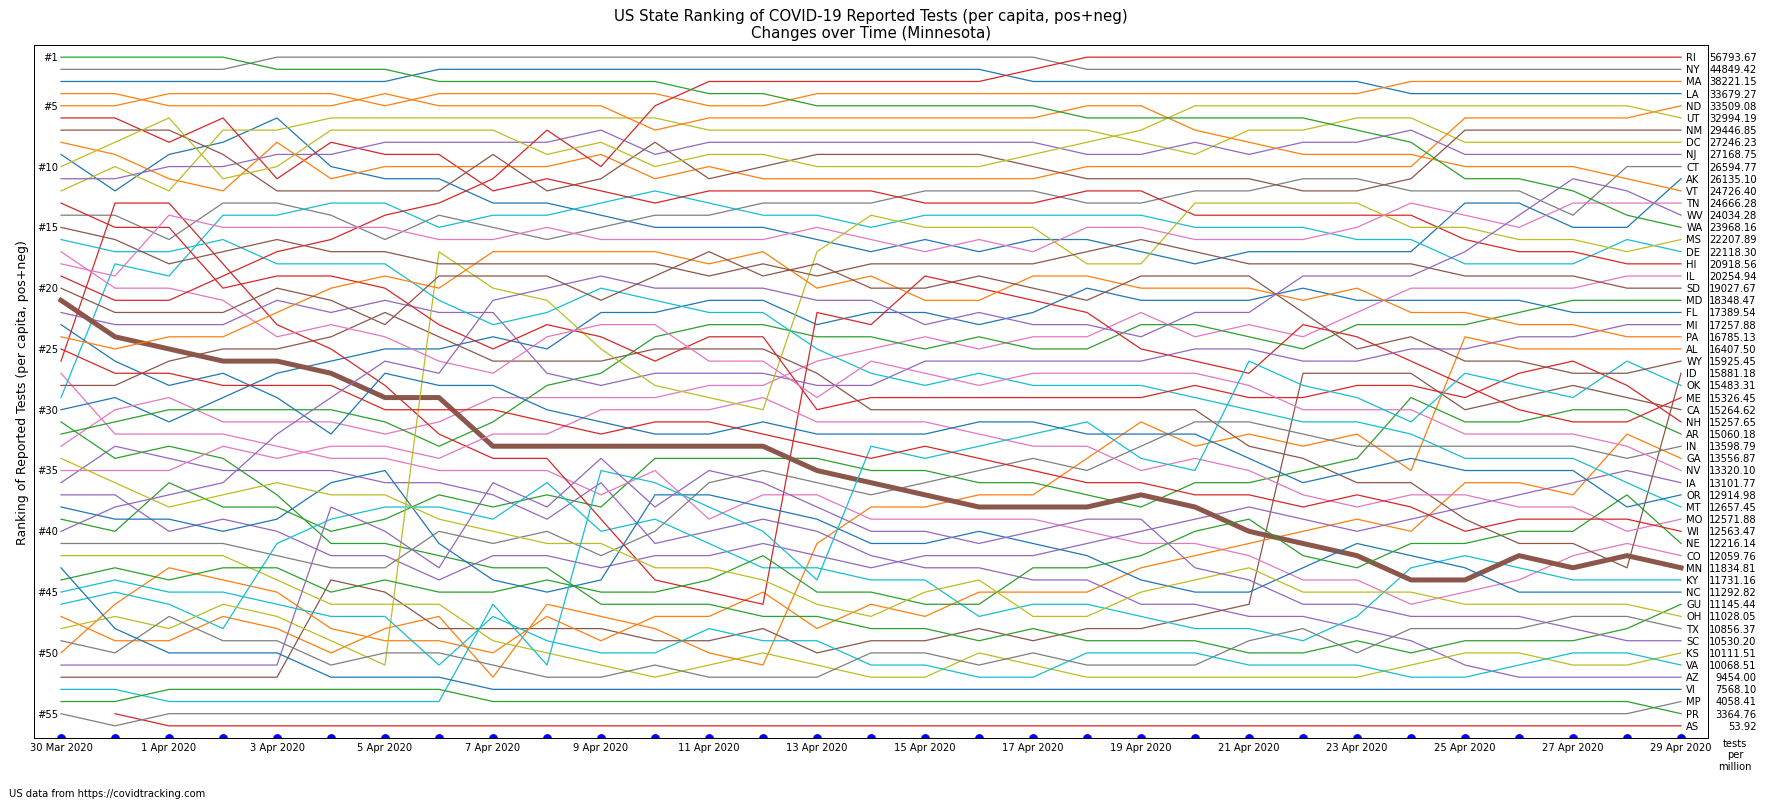 US State Ranking of COVID-19 Reported Tests (per capita, pos+neg)
Changes over Time (Minnesota)
Ranking of Reported Tests (per capita, pos+neg)
#1
#5
#10
#15
#20
#25
#30
#35
#40
#45
#50
#55
RI 56793.67
NY 44849.42
MA 38221.15
LA 33679.27
ND 33509.08
UT 32994.19
NM 29446.85
DC 27246.23
NJ 27168.75
CT 26594.77
AK 26135.10
VT 24726.40
TN 24666.28
WV 24034.28
WA 23968.16
MS 22207.89
DE 22118.30
HI 20918.56
IL 20254.94
SD 19027.67
MD 18348.47
FL 17389.54
MI 17257.88
PA 16785.13
AL 16407.50
WY 15925.45
ID 15881.18
OK 15483.31
ME 15326.45
CA 15264.62
NH 15257.65
AR 15060.18
IN 13598.79
GA 13556.87
NV 13320.10
IA 13101.77
OR 12914.98
MT 12657.45
MO 12571.88
WI 12563.47
NE 12216.14
CO 12059.76
MN 11834.81
KY 11731.16
NC 11292.82
GU 11145.44
OH 11028.05
TX 10856.37
SC 10530.20
KS 10111.51
VA 10068.51
AZ 9454.00
VI 7568.10
MP 4058.41
PR 3364.76
AS 53.92
30 Mar 2020 1 Apr 2020 3 Apr 2020 5 Apr 2020 7 Apr 2020 9 Apr 2020 11 Apr 2020 13 Apr 2020 15 Apr 2020 17 Apr 2020 19 Apr 2020 21 Apr 2020 23 Apr 2020 25 Apr 2020 27 Apr 2020 29 Apr 2020
tests
per
million
US data from https://covidtracking.com